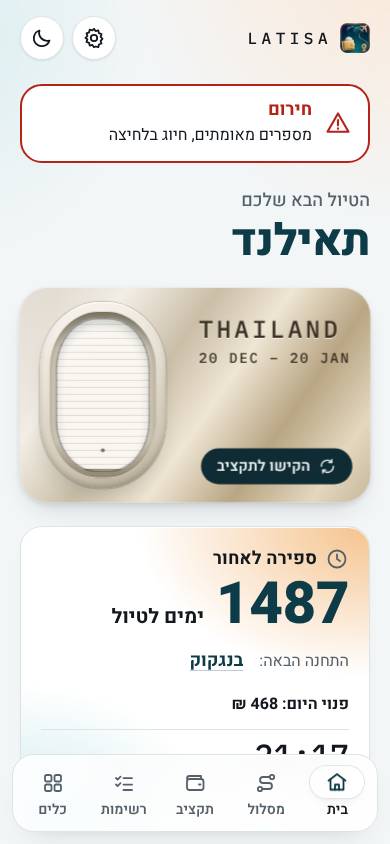 LATISA
חירום
מספרים מאומתים, חיוג בלחיצה
הטיול הבא שלכם
תאילנד
THAILAND
20 DEC – 20 JAN
הקישו לתקציב
ספירה לאחור
1487 ימים לטיול
התחנה הבאה: בנגקוק
פנוי היום: 468 ₪
בית
מסלול
תקציב
רשימות
כלים